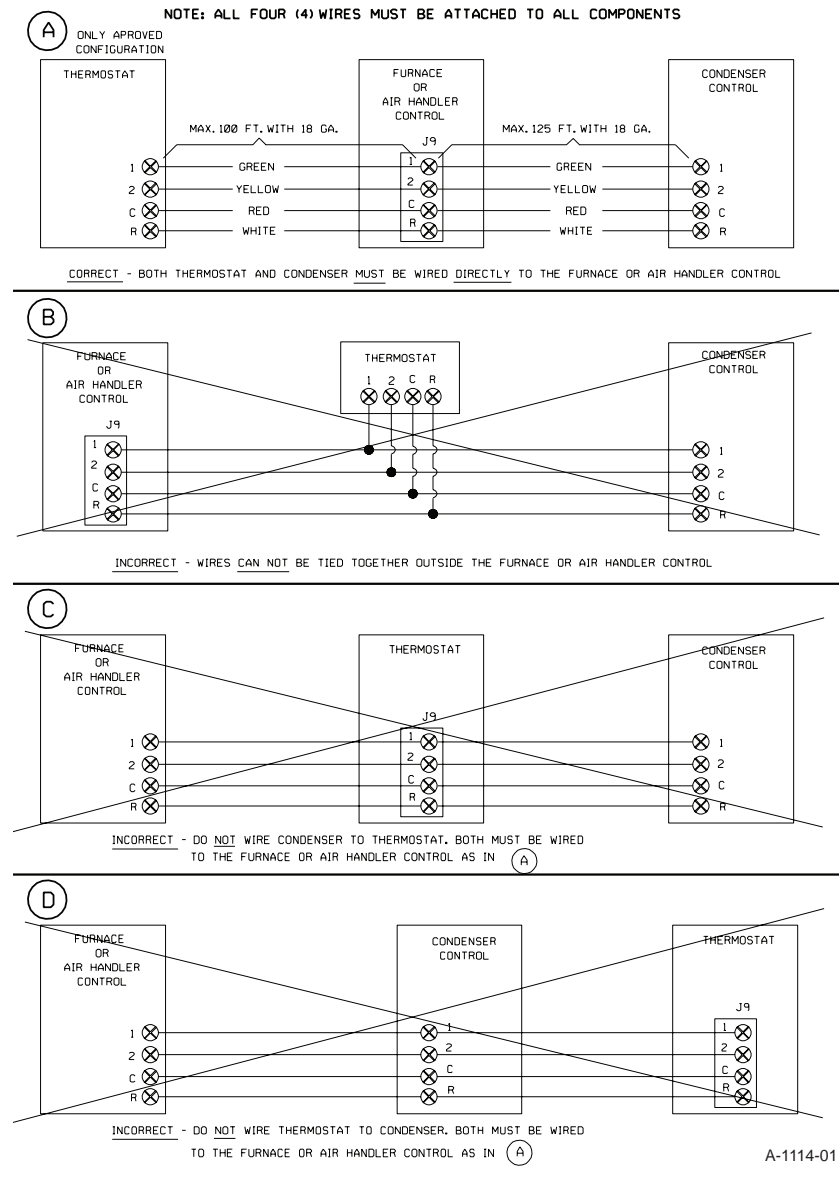 NOTE: ALL FOUR (4) WIRES MUST BE ATTACHED TO ALL COMPONENTS
A
ONLY APROVED
CONFIGURATION
THERMOSTAT
FURNACE
OR
AIR HANDLER
CONTROL
CONDENSER
CONTROL
MAX. 100 FT. WITH 18 GA.
MAX. 125 FT. WITH 18 GA.
J9
1 GREEN 1 GREEN 1
2 YELLOW 2 YELLOW 2
C RED C RED C
R WHITE R WHITE R
CORRECT - BOTH THERMOSTAT AND CONDENSER MUST BE WIRED DIRECTLY TO THE FURNACE OR AIR HANDLER CONTROL
B
FURNACE
OR
AIR HANDLER
CONTROL
THERMOSTAT
1 2 C R
CONDENSER
CONTROL
J9
1 1
2 2
C C
R R
INCORRECT - WIRES CAN NOT BE TIED TOGETHER OUTSIDE THE FURNACE OR AIR HANDLER CONTROL
C
FURNACE
OR
AIR HANDLER
CONTROL
THERMOSTAT
CONDENSER
CONTROL
J9
1 1 1
2 2 2
C C C
R R R
INCORRECT - DO NOT WIRE CONDENSER TO THERMOSTAT. BOTH MUST BE WIRED
TO THE FURNACE OR AIR HANDLER CONTROL AS IN A
D
FURNACE
OR
AIR HANDLER
CONTROL
CONDENSER
CONTROL
THERMOSTAT
J9
1 1 1
2 2 2
C C C
R R R
INCORRECT - DO NOT WIRE THERMOSTAT TO CONDENSER. BOTH MUST BE WIRED
TO THE FURNACE OR AIR HANDLER CONTROL AS IN A
A-1114-01